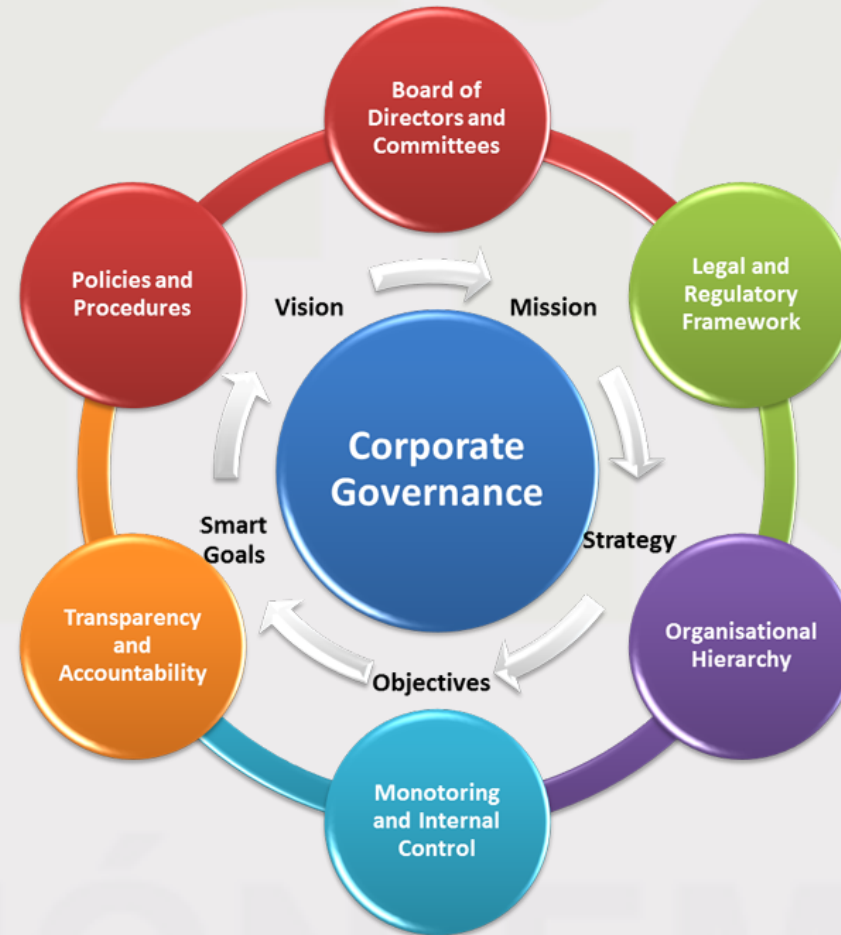 Board of
Directors and
Committees
Policies and
Procedures
Legal and
Regulatory
Framework
Vision
Mission
Corporate
Governance
Smart
Goals
Strategy
Transparency
and
Accountability
Organisational
Hierarchy
Objectives
Monotoring
and Internal
Control